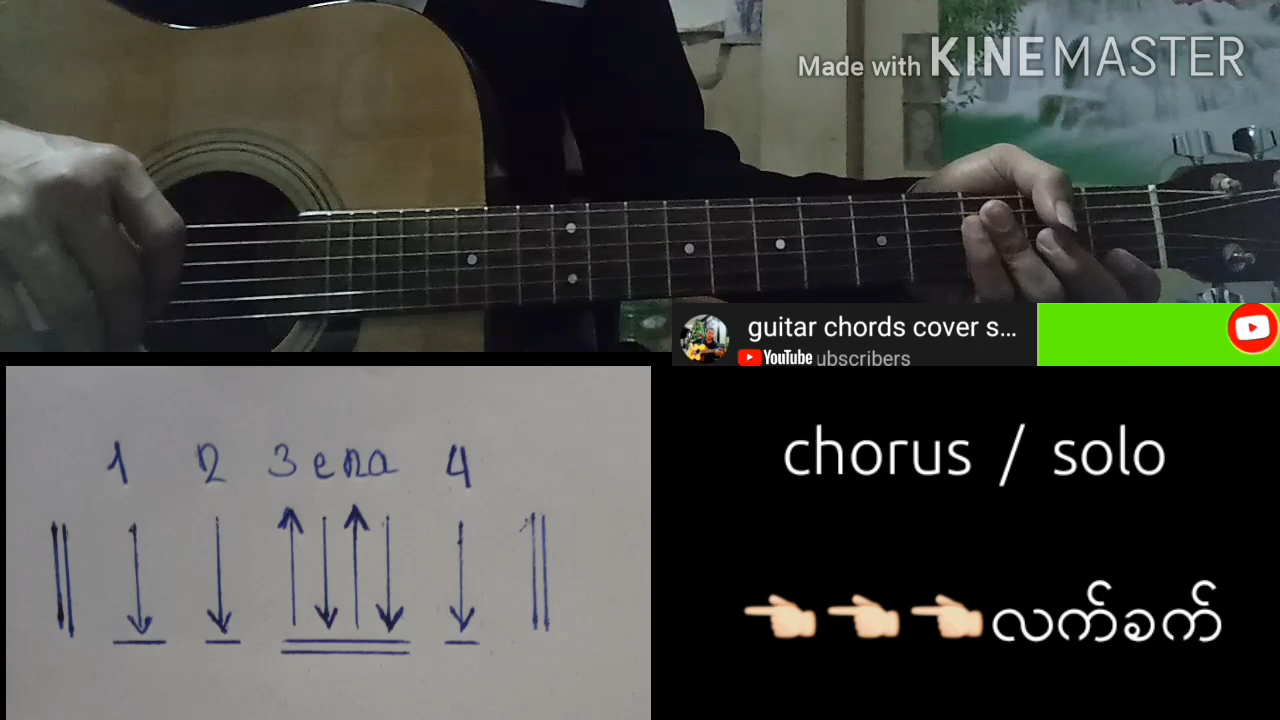 Made with KINEMASTER
guitar chords cover s...
YouTube ubscribers
1 2 3 e n a 4
chorus / solo
လက်ခက်